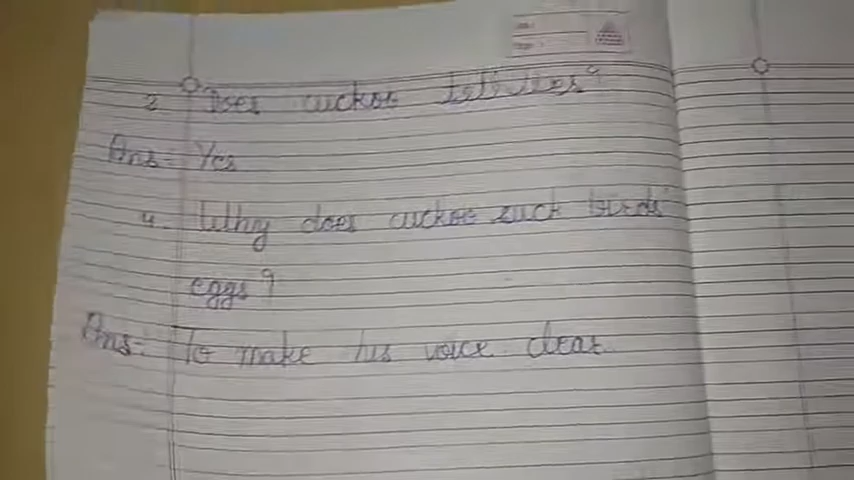 2 Does cuckoo tell lies?
Ans= Yes
4. Why does cuckoo suck birds'
eggs?
Ans= To make his voice clear.